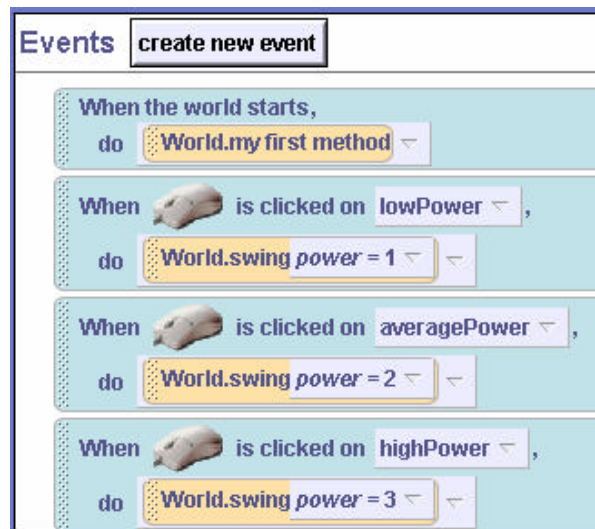 Events create new event
When the world starts,
do World.my first method
When is clicked on lowPower ,
do World.swing power = 1
When is clicked on averagePower ,
do World.swing power = 2
When is clicked on highPower ,
do World.swing power = 3